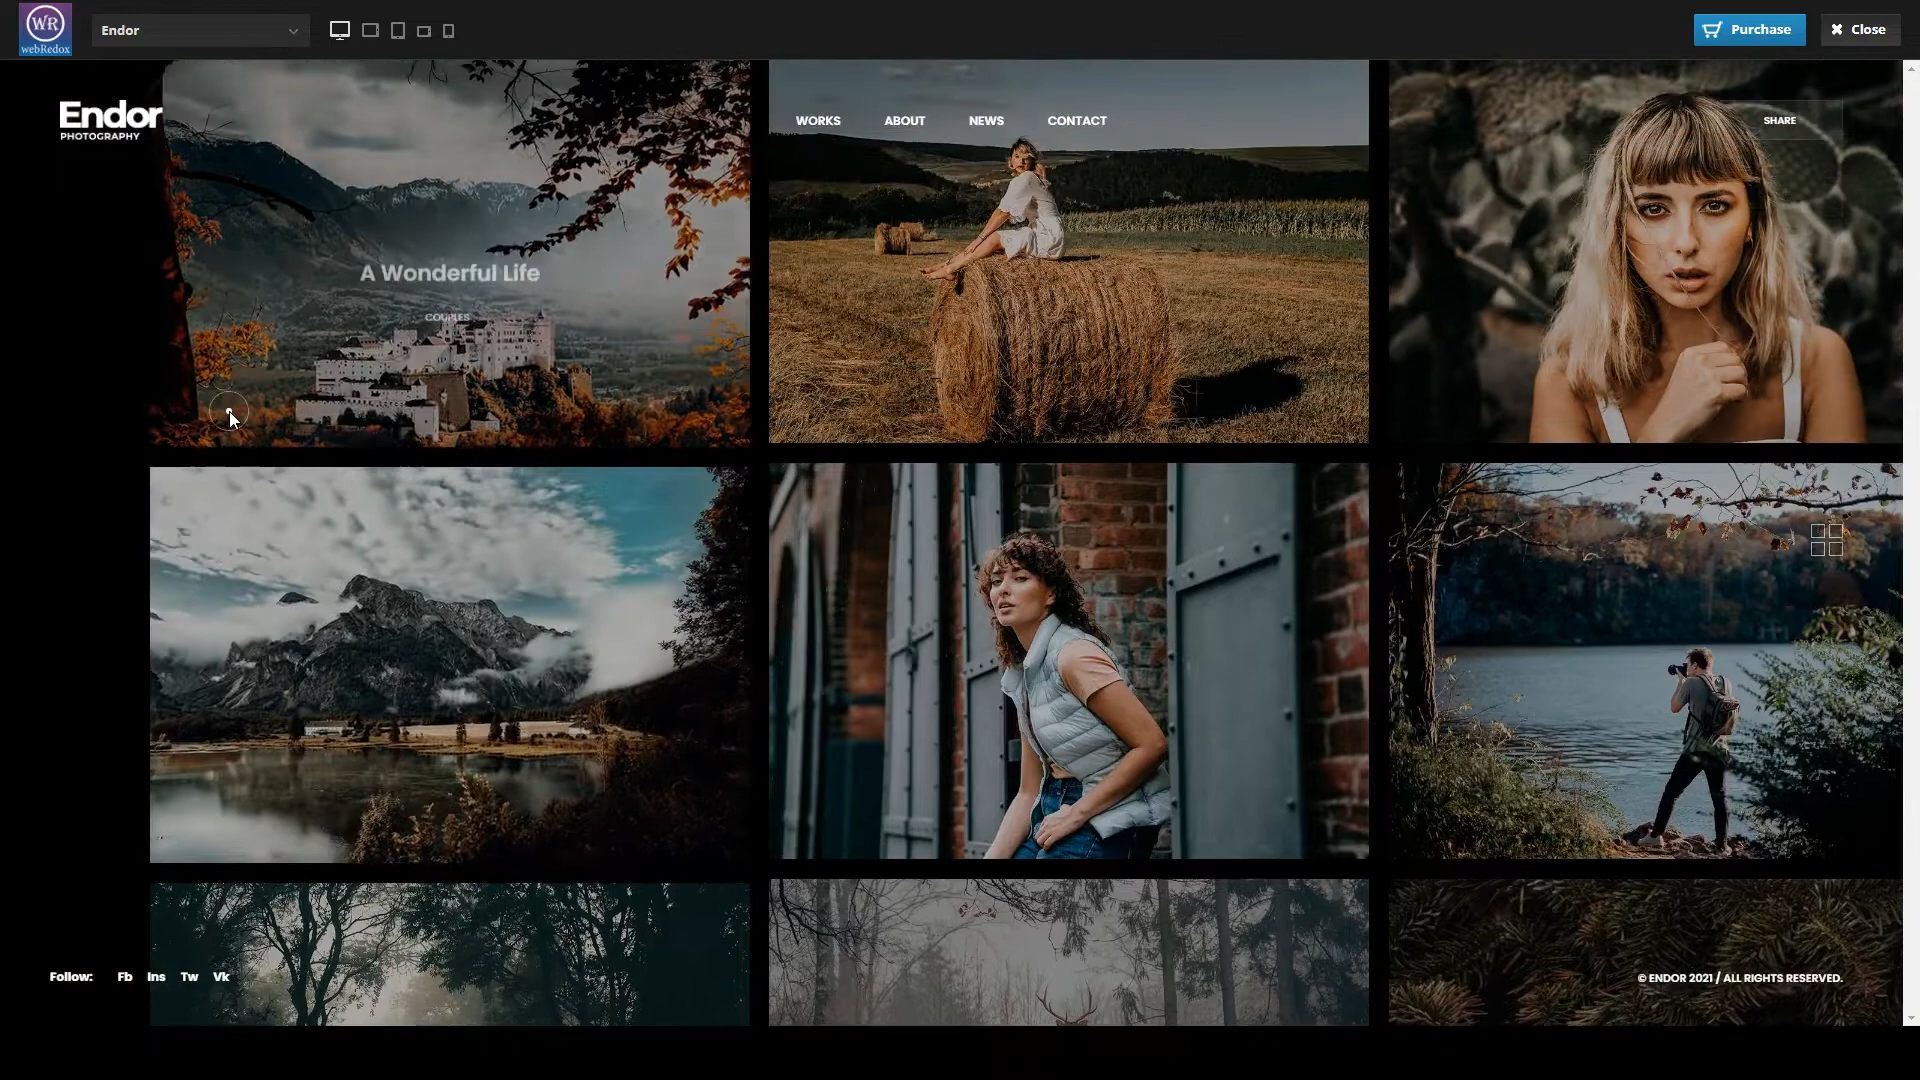 WR
webRedox
Endor
Purchase
Close
Endor
PHOTOGRAPHY
WORKS
ABOUT
NEWS
CONTACT
SHARE
A Wonderful Life
COUPLES
Follow:
Fb
Ins
Tw
Vk
© ENDOR 2021 / ALL RIGHTS RESERVED.